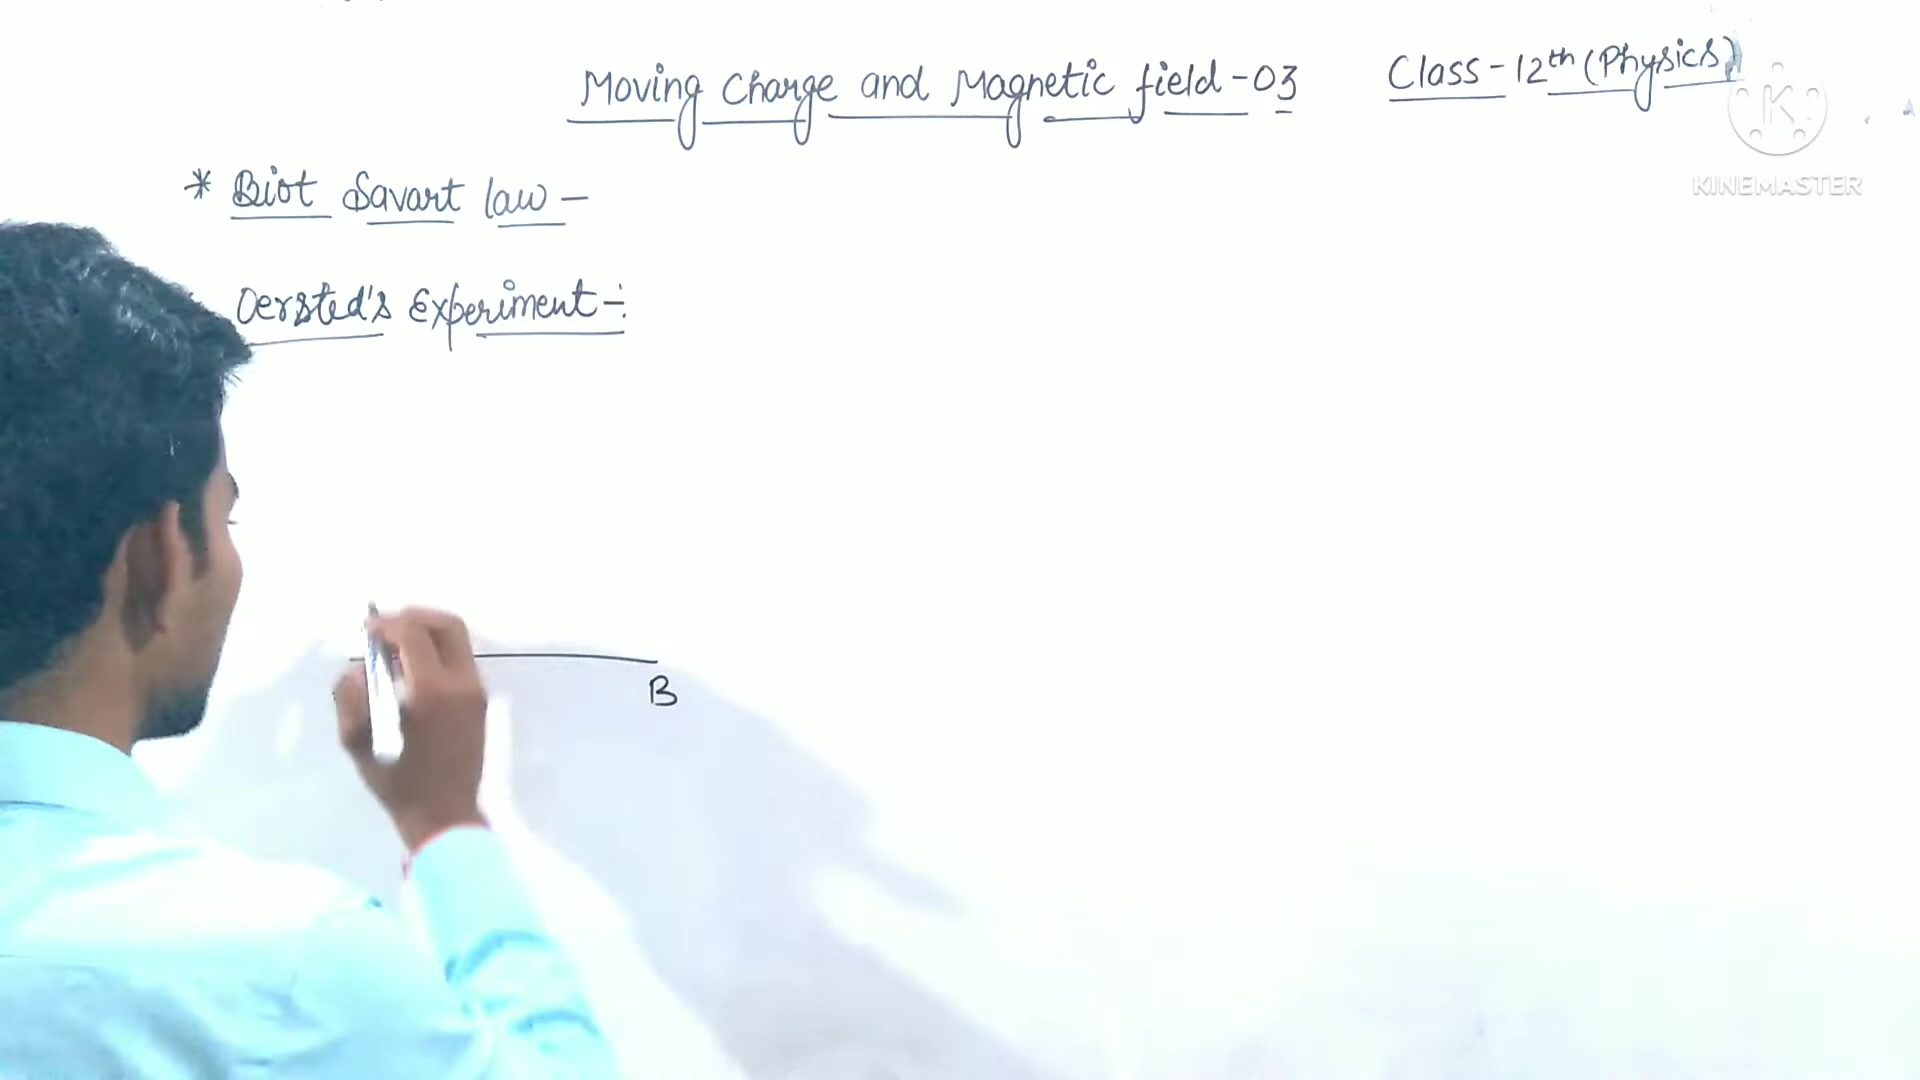 Moving Charge and Magnetic field-03
Class-12th (Physics)
KINEMASTER
* Biot Savart law -
Oersted's Experiment -:
B